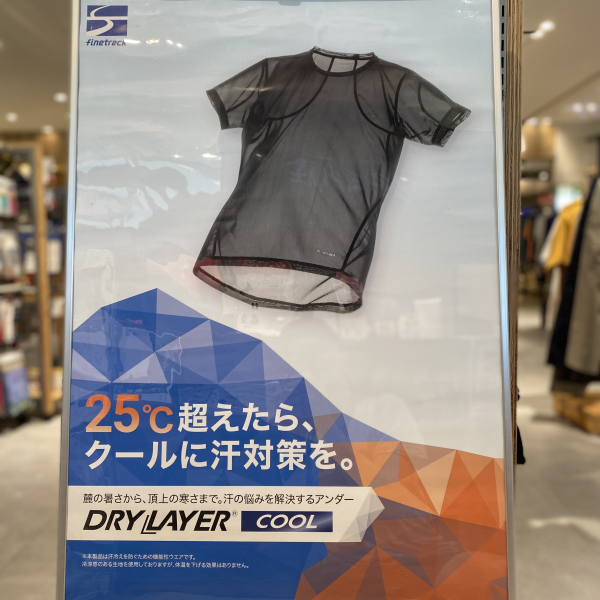 finetrack
25℃超えたら、
クールに汗対策を。
麓の暑さから、頂上の寒さまで。汗の悩みを解決するアンダー
DRY LAYER® COOL
※本製品は汗冷えを防ぐための機能性ウエアです。
冷涼感のある生地を使用しておりますが、体温を下げる効果はありません。